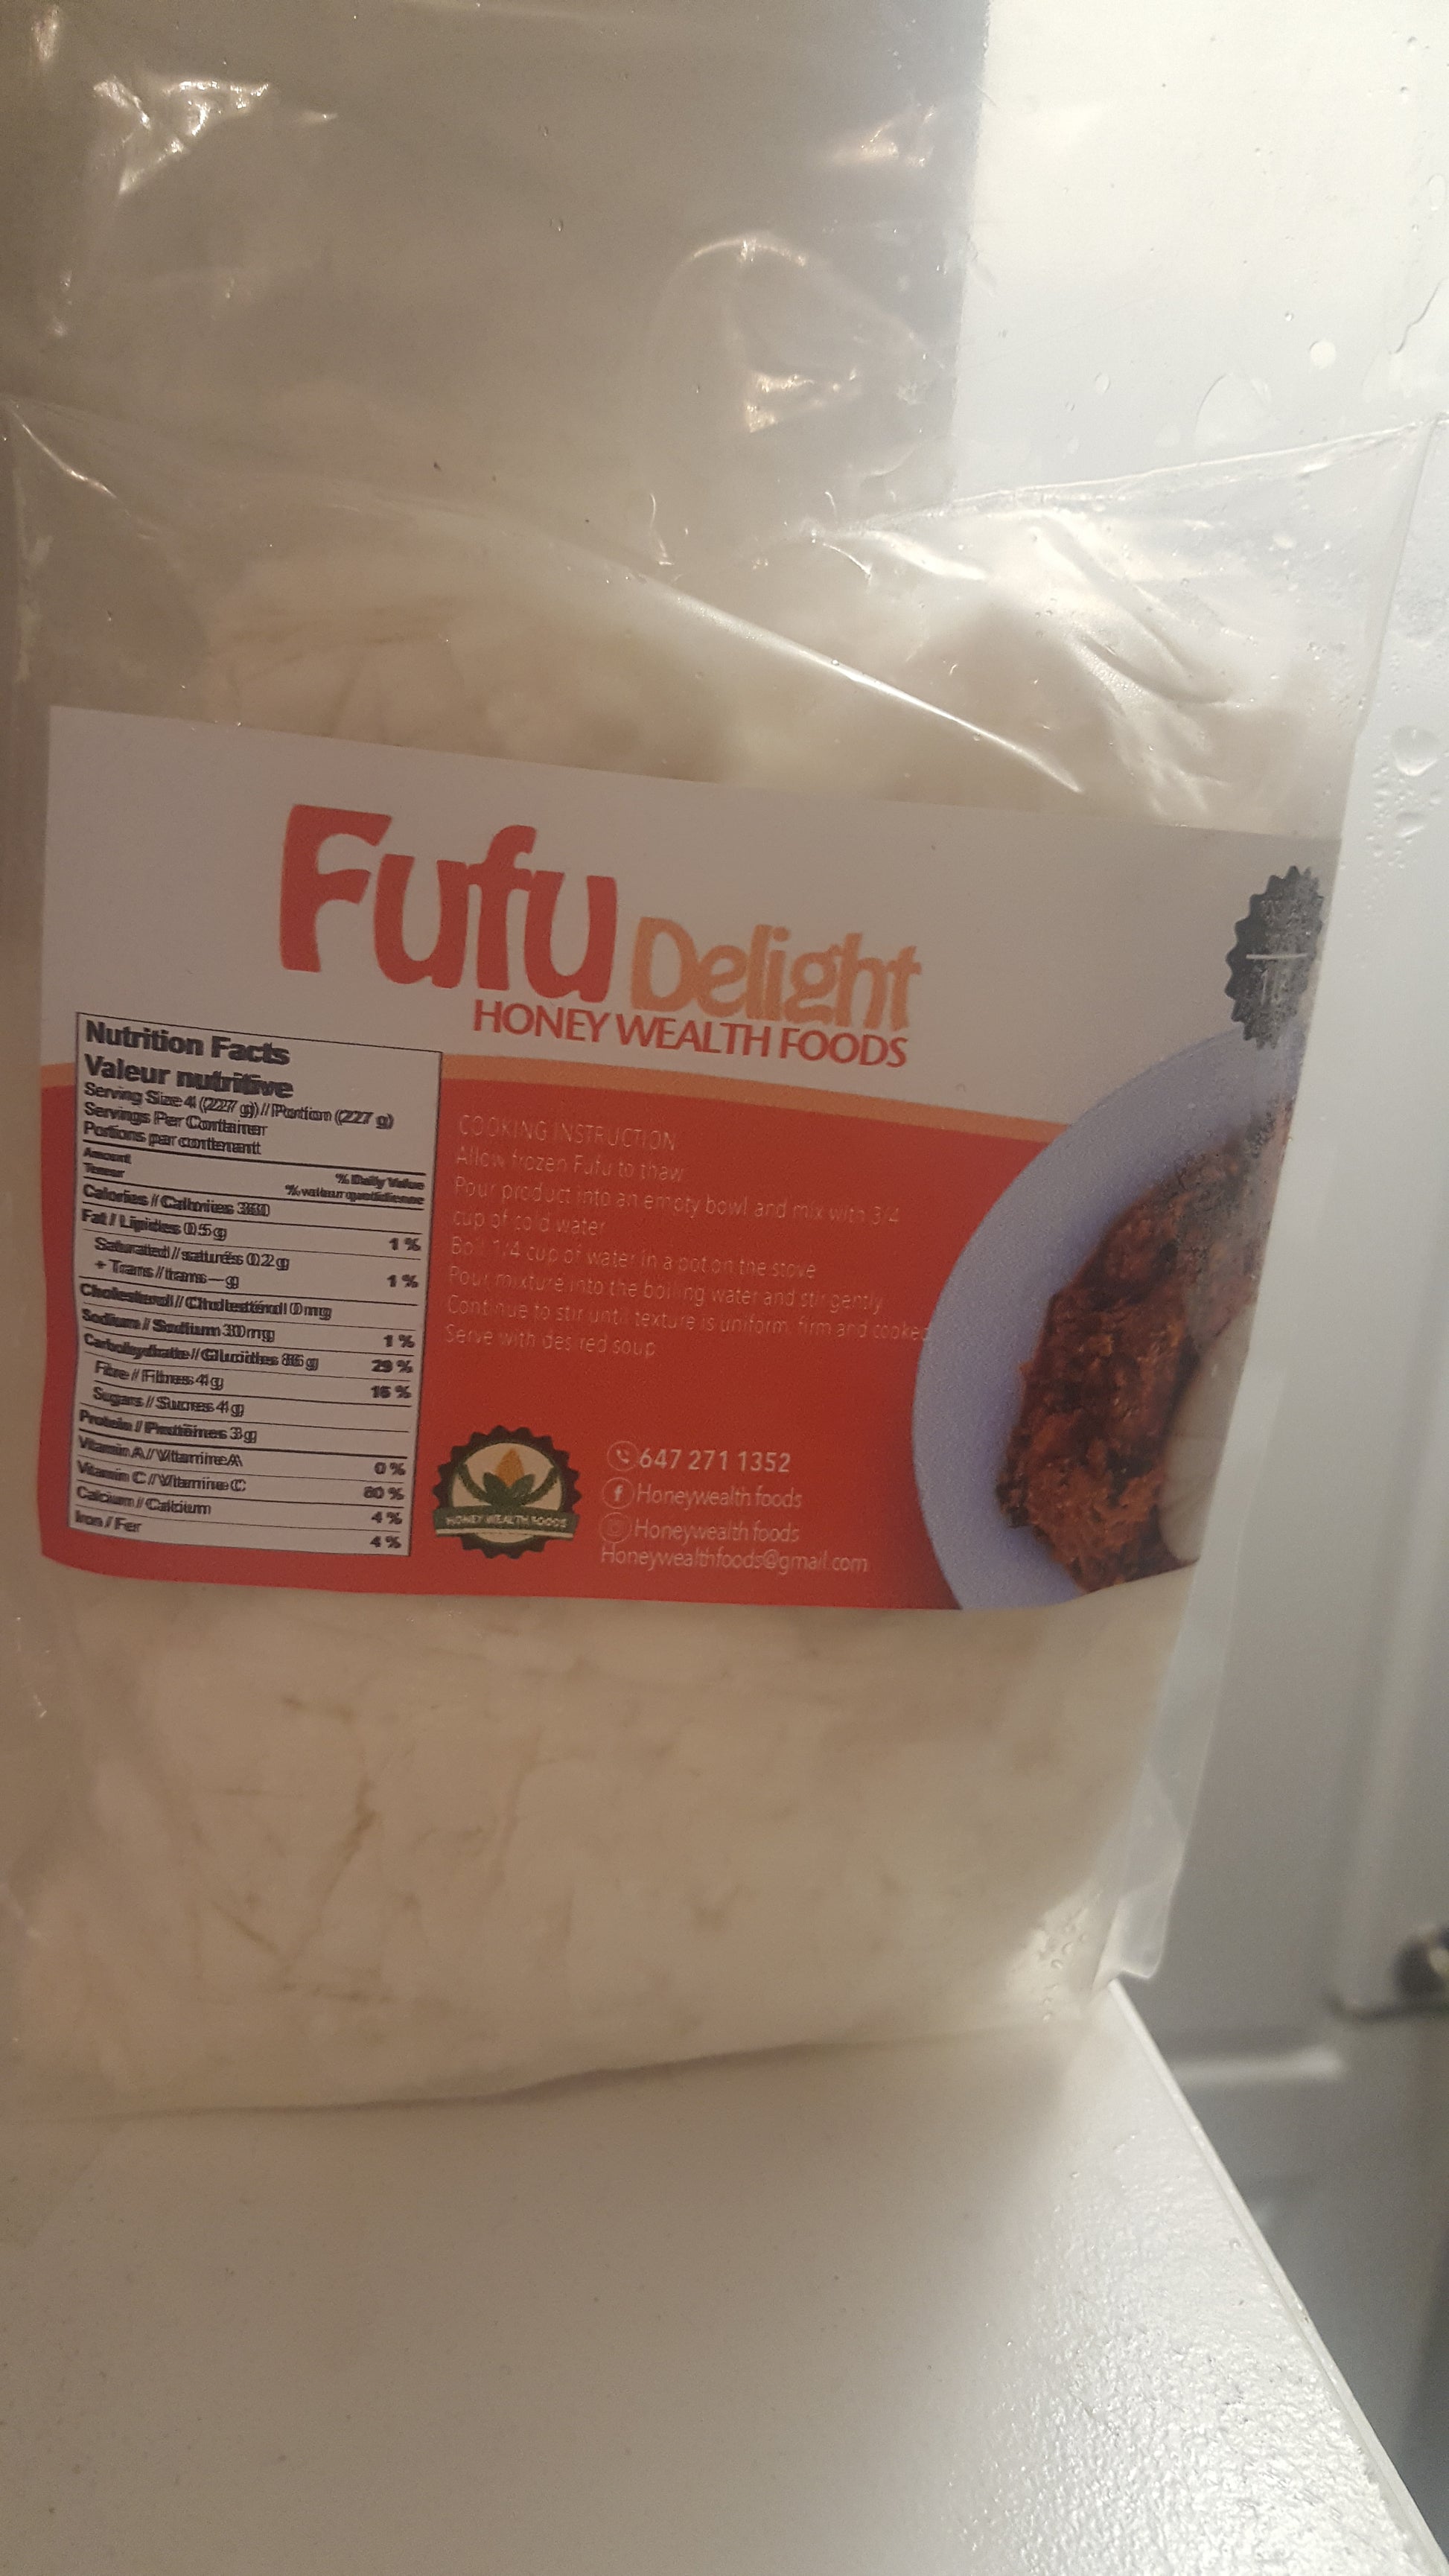 Fufu Delight
HONEY WEALTH FOODS
Nutrition Facts
Valeur nutritive
Serving Size 4 (227 g) / Portion (227 g)
Servings Per Container
Portions par contenant
Amount
Teneur
% Daily Value
% valeur quotidienne
Calories / Calories
Fat / Lipides 0.5 g 1 %
Saturated / saturés 0.2 g
+ Trans / trans — g 1 %
Cholesterol / Cholestérol 0 mg
Sodium / Sodium 30 mg 1 %
Carbohydrate / Glucides 86 g 29 %
Fibre / Fibres 4 g 16 %
Sugars / Sucres 4 g
Protein / Protéines 3 g
Vitamin A / Vitamine A 0 %
Vitamin C / Vitamine C 80 %
Calcium / Calcium 4 %
Iron / Fer 4 %
COOKING INSTRUCTION
Allow frozen Fufu to thaw
Pour product into an empty bowl and mix with 3/4
cup of cold water
Boil 1/4 cup of water in a pot on the stove
Pour mixture into the boiling water and stir gently
Continue to stir until texture is uniform, firm and cooked
Serve with desired soup
HONEY WEALTH FOODS
647 271 1352
Honeywealth foods
Honeywealth foods
Honeywealthfoods@gmail.com